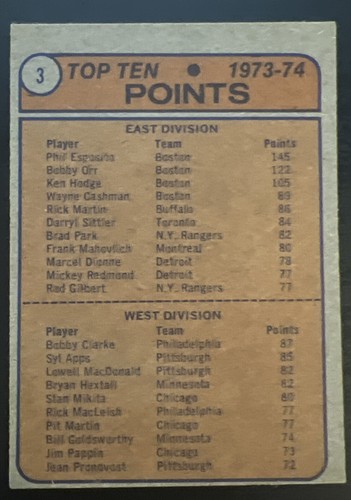 3 TOP TEN • 1973-74
POINTS
EAST DIVISION
Player Team Points
Phil Esposito Boston 145
Bobby Orr Boston 122
Ken Hodge Boston 105
Wayne Cashman Boston 89
Rick Martin Buffalo 86
Darryl Sittler Toronto 84
Brad Park N.Y. Rangers 82
Frank Mahovlich Montreal 80
Marcel Dionne Detroit 78
Mickey Redmond Detroit 77
Rod Gilbert N.Y. Rangers 77
WEST DIVISION
Player Team Points
Bobby Clarke Philadelphia 87
Syl Apps Pittsburgh 85
Lowell MacDonald Pittsburgh 82
Bryan Hextall Minnesota 82
Stan Mikita Chicago 80
Rick MacLeish Philadelphia 77
Pit Martin Chicago 77
Bill Goldsworthy Minnesota 74
Jim Pappin Chicago 73
Jean Pronovost Pittsburgh 72